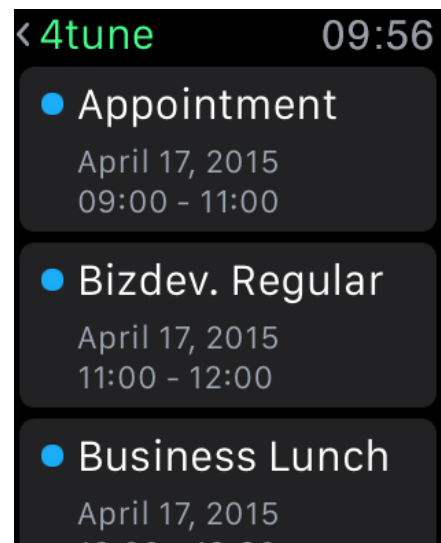 < 4tune 09:56
Appointment
April 17, 2015
09:00 - 11:00
Bizdev. Regular
April 17, 2015
11:00 - 12:00
Business Lunch
April 17, 2015